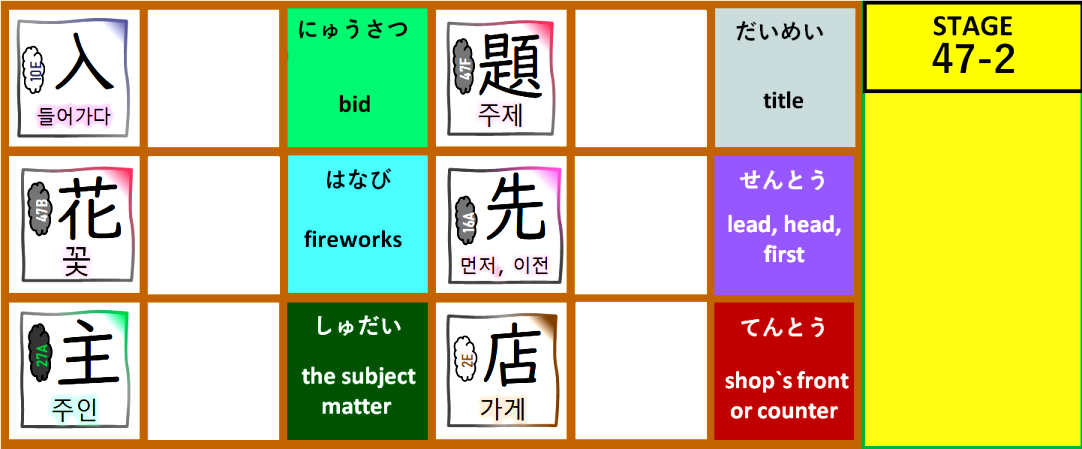 入
10E
들어가다
にゅうさつ
bid
題
47F
주제
だいめい
title
STAGE
47-2
花
47B
꽃
はなび
fireworks
先
16A
먼저, 이전
せんとう
lead, head,
first
主
27A
주인
しゅだい
the subject
matter
店
2E
가게
てんとう
shop`s front
or counter